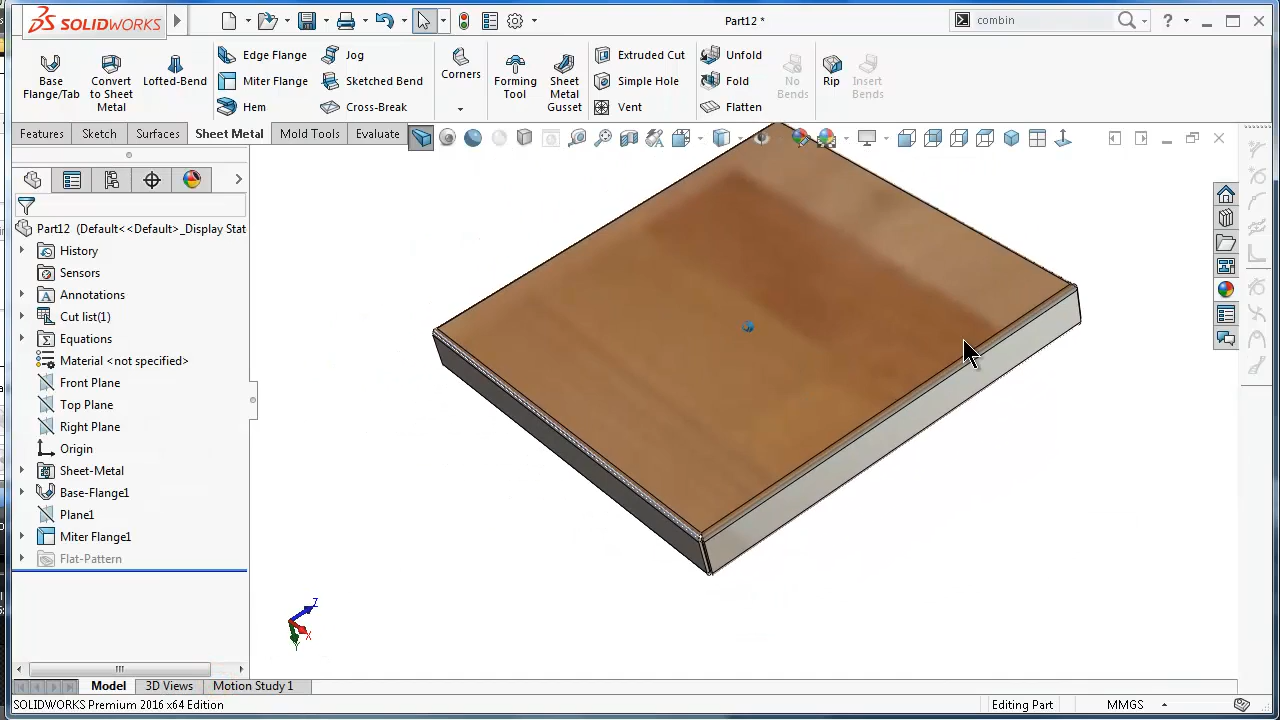 SOLIDWORKS
Part12 *
combin
?
Base Flange/Tab
Convert to Sheet Metal
Lofted-Bend
Edge Flange
Miter Flange
Hem
Jog
Sketched Bend
Cross-Break
Corners
Forming Tool
Sheet Metal Gusset
Extruded Cut
Simple Hole
Vent
Unfold
Fold
Flatten
No Bends
Rip
Insert Bends
Features
Sketch
Surfaces
Sheet Metal
Mold Tools
Evaluate
Part12 (Default<<Default>_Display Stat
History
Sensors
Annotations
Cut list(1)
Equations
Material <not specified>
Front Plane
Top Plane
Right Plane
Origin
Sheet-Metal
Base-Flange1
Plane1
Miter Flange1
Flat-Pattern
Z
X
Y
Model
3D Views
Motion Study 1
SOLIDWORKS Premium 2016 x64 Edition
Editing Part
MMGS